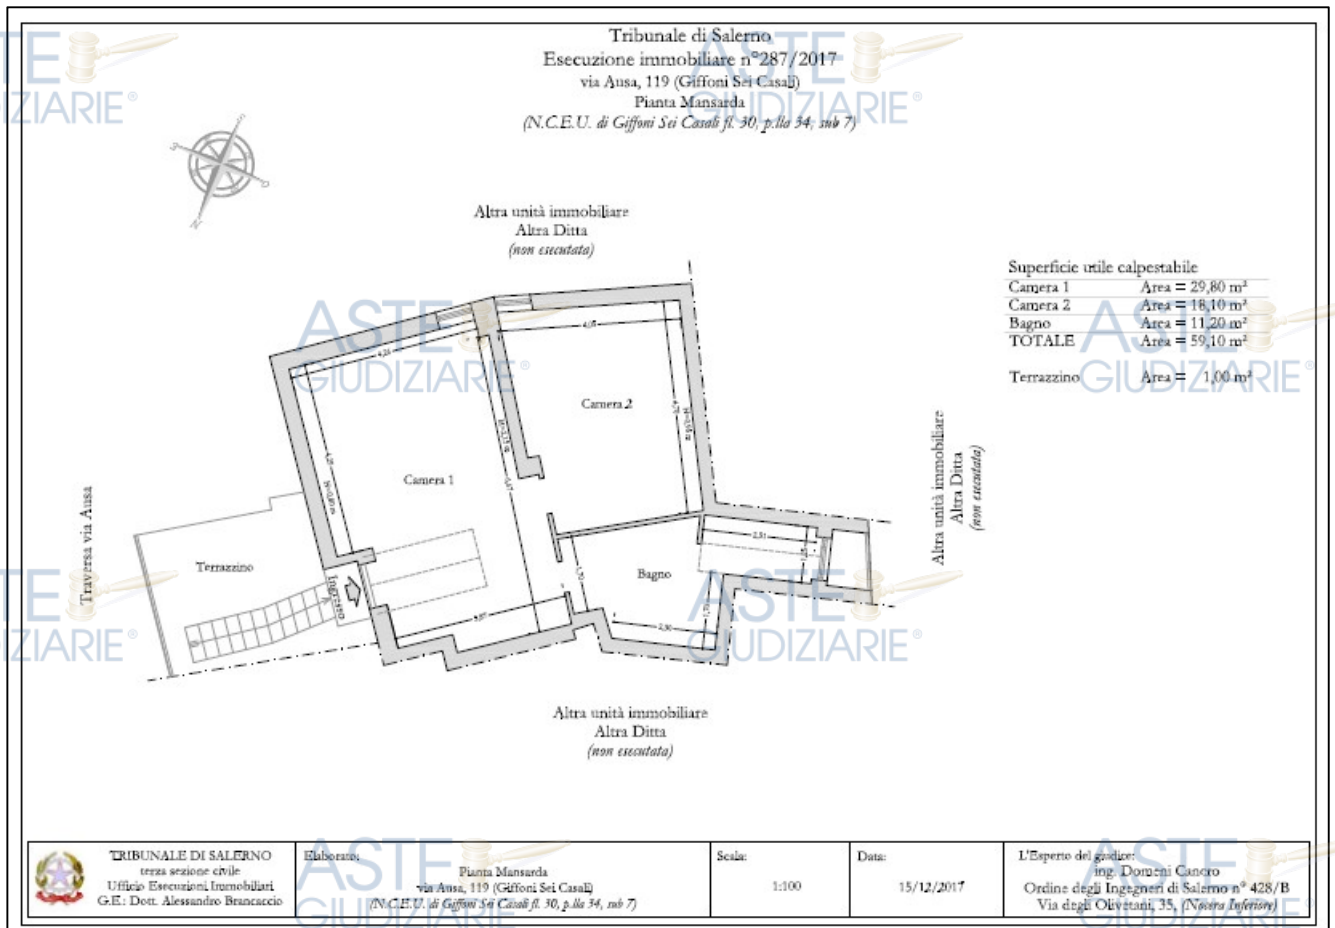 Tribunale di Salerno
Esecuzione immobiliare n°287/2017
via Ausa, 119 (Giffoni Sei Casali)
Pianta Mansarda
(N.C.E.U. di Giffoni Sei Casali fl. 30, p.lla 34, sub 7)
S
S
O
N
Altra unità immobiliare
Altra Ditta
(non esecutata)
Superficie utile calpestabile
Camera 1 Area = 29,80 m²
Camera 2 Area = 18,10 m²
Bagno Area = 11,20 m²
TOTALE Area = 59,10 m²
Terrazzino Area = 1,00 m²
Camera 2
Camera 1
Bagno
Terrazzino
Ingresso
Traversa via Ausa
Altra unità immobiliare
Altra Ditta
(non esecutata)
Altra unità immobiliare
Altra Ditta
(non esecutata)
TRIBUNALE DI SALERNO
terza sezione civile
Ufficio Esecuzioni Immobiliari
G.E.: Dott. Alessandro Brancaccio
Elaborato:
Pianta Mansarda
via Ausa, 119 (Giffoni Sei Casali)
(N.C.E.U. di Giffoni Sei Casali fl. 30, p.lla 34, sub 7)
Scala:
1:100
Data:
15/12/2017
L'Esperto del giudice:
ing. Domeni Cancro
Ordine degli Ingegneri di Salerno n° 428/B
Via degli Olivetani, 35, (Nocera Inferiore)
ASTE
GIUDIZIARIE®